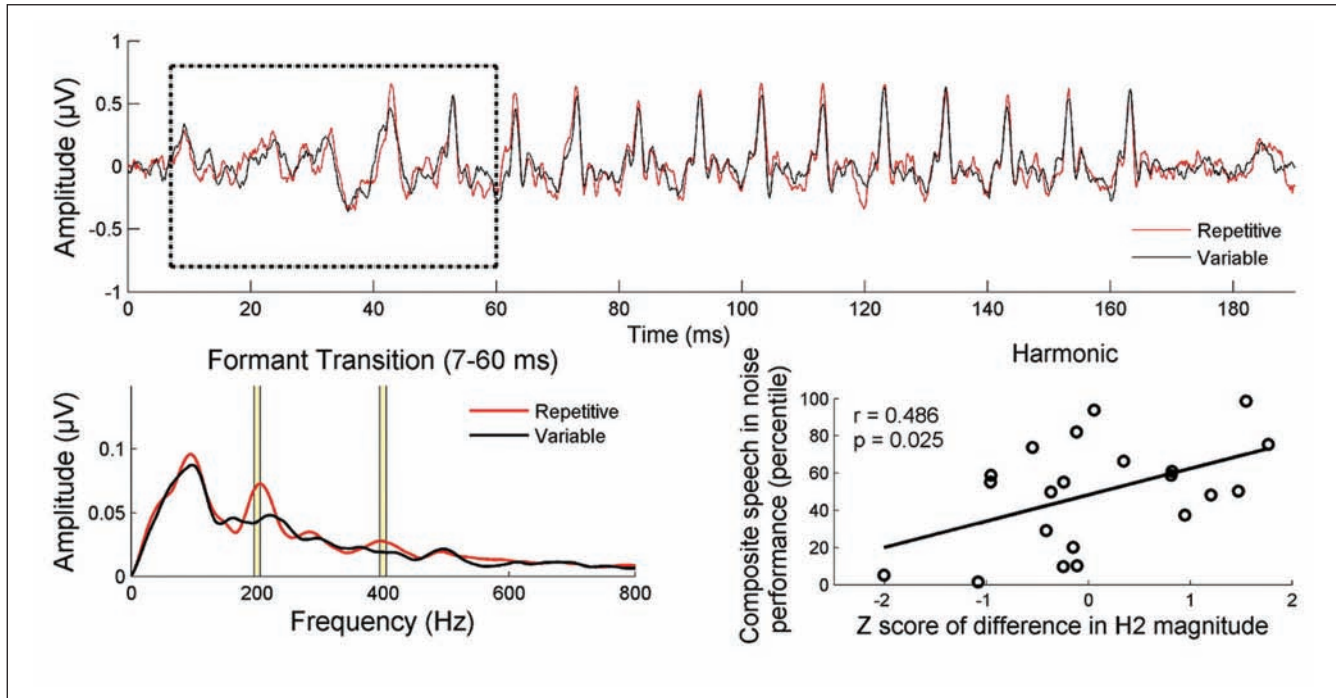 1
0.5
0
-0.5
-1
Amplitude (µV)
Repetitive
Variable
0 20 40 60 80 100 120 140 160 180
Time (ms)
Formant Transition (7-60 ms)
0.1
0.05
0
Amplitude (µV)
Repetitive
Variable
0 200 400 600 800
Frequency (Hz)
Harmonic
Composite speech in noise
performance (percentile)
100
80
60
40
20
0
r = 0.486
p = 0.025
-2 -1 0 1 2
Z score of difference in H2 magnitude